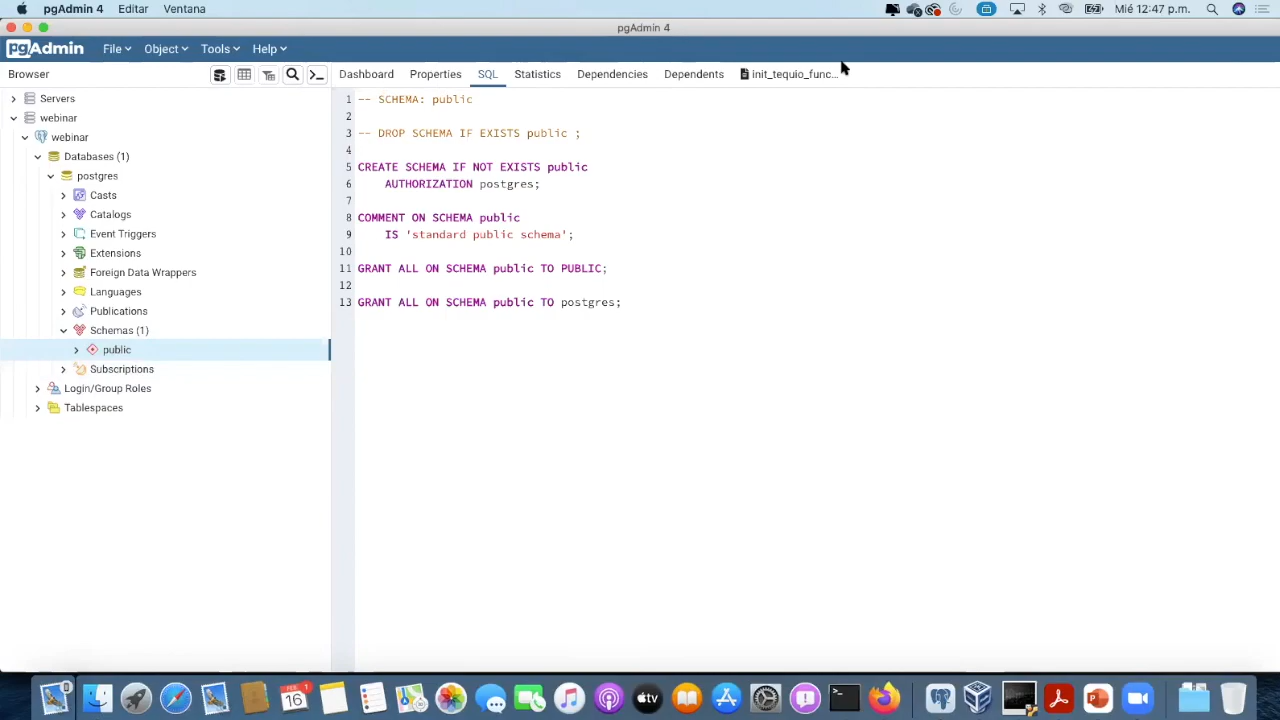 pgAdmin 4 Editar Ventana Mié 12:47 p.m.
pgAdmin 4
pgAdmin File Object Tools Help
Browser Dashboard Properties SQL Statistics Dependencies Dependents init_tequio_func...
Servers
webinar
webinar
Databases (1)
postgres
Casts
Catalogs
Event Triggers
Extensions
Foreign Data Wrappers
Languages
Publications
Schemas (1)
public
Subscriptions
Login/Group Roles
Tablespaces
1 -- SCHEMA: public
2
3 -- DROP SCHEMA IF EXISTS public ;
4
5 CREATE SCHEMA IF NOT EXISTS public
6 AUTHORIZATION postgres;
7
8 COMMENT ON SCHEMA public
9 IS 'standard public schema';
10
11 GRANT ALL ON SCHEMA public TO PUBLIC;
12
13 GRANT ALL ON SCHEMA public TO postgres;
FEB. 16 1
tv